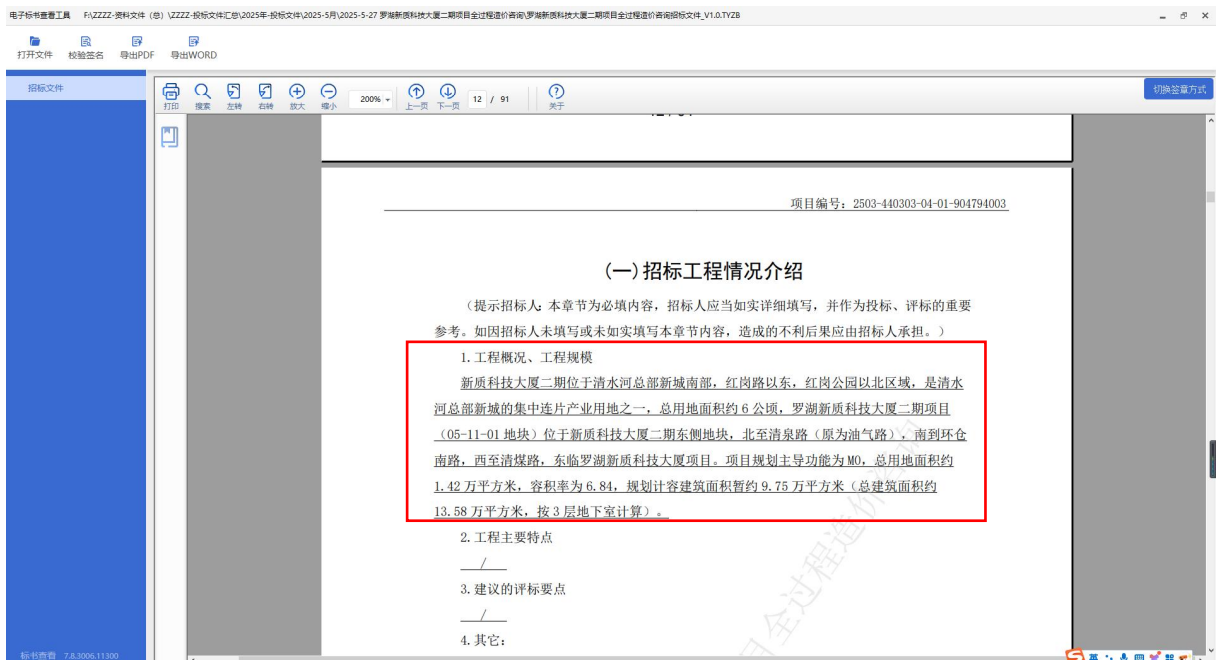 电子标书查看工具 F:\ZZZZ-资料文件（总）\ZZZZ-投标文件汇总\2025年-投标文件\2025-5月\2025-5-27 罗湖新质科技大厦二期项目全过程造价咨询\罗湖新质科技大厦二期项目全过程造价咨询招标文件_V1.0.TYZB
打开文件 校验签名 导出PDF 导出WORD
招标文件
打印 搜索 左转 右转 放大 缩小 200% 上一页 下一页 12 / 91 关于
切换签章方式
项目编号：2503-440303-04-01-904794003
(一)招标工程情况介绍
（提示招标人：本章节为必填内容，招标人应当如实详细填写，并作为投标、评标的重要
参考。如因招标人未填写或未如实填写本章节内容，造成的不利后果应由招标人承担。）
1.工程概况、工程规模
新质科技大厦二期位于清水河总部新城南部，红岗路以东，红岗公园以北区域，是清水
河总部新城的集中连片产业用地之一，总用地面积约 6 公顷，罗湖新质科技大厦二期项目
（05-11-01 地块）位于新质科技大厦二期东侧地块，北至清泉路（原为油气路），南到环仓
南路，西至清煤路，东临罗湖新质科技大厦项目。项目规划主导功能为 M0，总用地面积约
1.42 万平方米，容积率为 6.84，规划计容建筑面积暂约 9.75 万平方米（总建筑面积约
13.58 万平方米，按 3 层地下室计算）。
2.工程主要特点
/
3.建议的评标要点
/
4.其它：
目全过程造价咨询
标书查看 7.8.3006.11300
英